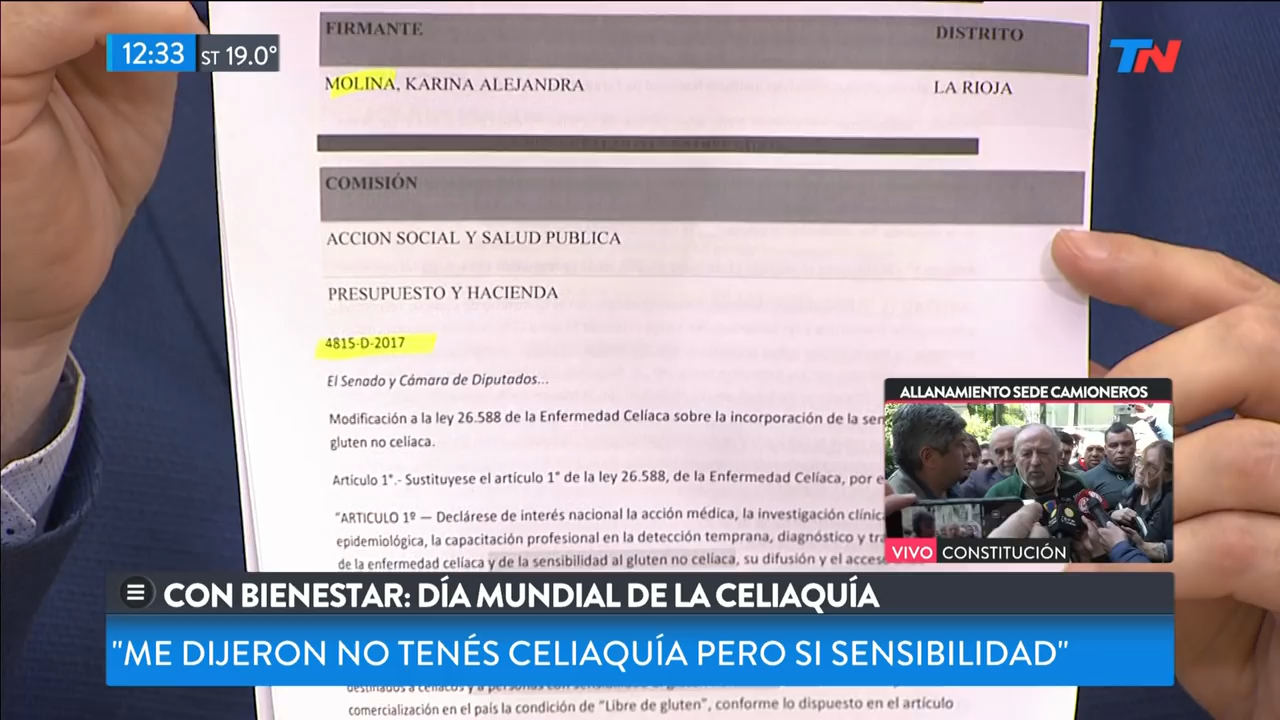 12:33 ST 19.0°
TN
FIRMANTE DISTRITO
MOLINA, KARINA ALEJANDRA LA RIOJA
COMISIÓN
ACCION SOCIAL Y SALUD PUBLICA
PRESUPUESTO Y HACIENDA
4815-D-2017
El Senado y Cámara de Diputados...
Modificación a la ley 26.588 de la Enfermedad Celíaca sobre la incorporación de la
gluten no celíaca.
Artículo 1°.- Sustituyese el artículo 1° de la ley 26.588, de la Enfermedad Celíaca, por
"ARTICULO 1º — Declárese de interés nacional la acción médica, la investigación
epidemiológica, la capacitación profesional en la detección temprana, diagnóstico y
de la enfermedad celíaca y de la sensibilidad al gluten no celíaca, su difusión y el acceso
ALLANAMIENTO SEDE CAMIONEROS
VIVO CONSTITUCIÓN
CON BIENESTAR: DÍA MUNDIAL DE LA CELIAQUÍA
"ME DIJERON NO TENÉS CELIAQUÍA PERO SI SENSIBILIDAD"
comercialización en el país la condición de "Libre de gluten", conforme lo dispuesto en el artículo